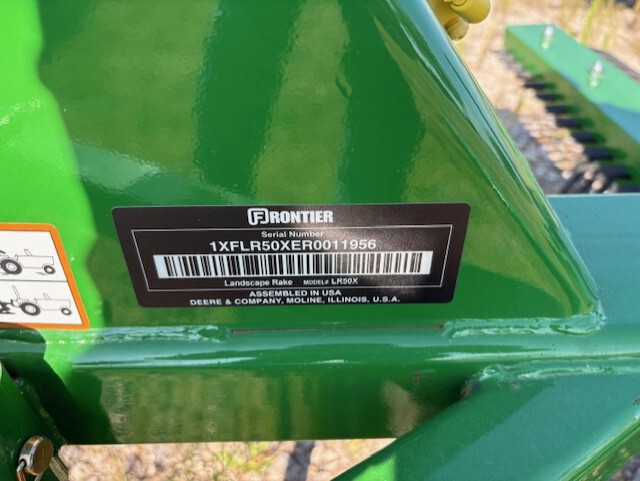 FRONTIER
Serial Number
1XFLR50XER0011956
Landscape Rake MODEL# LR50X
ASSEMBLED IN USA
DEERE & COMPANY, MOLINE, ILLINOIS, U.S.A.